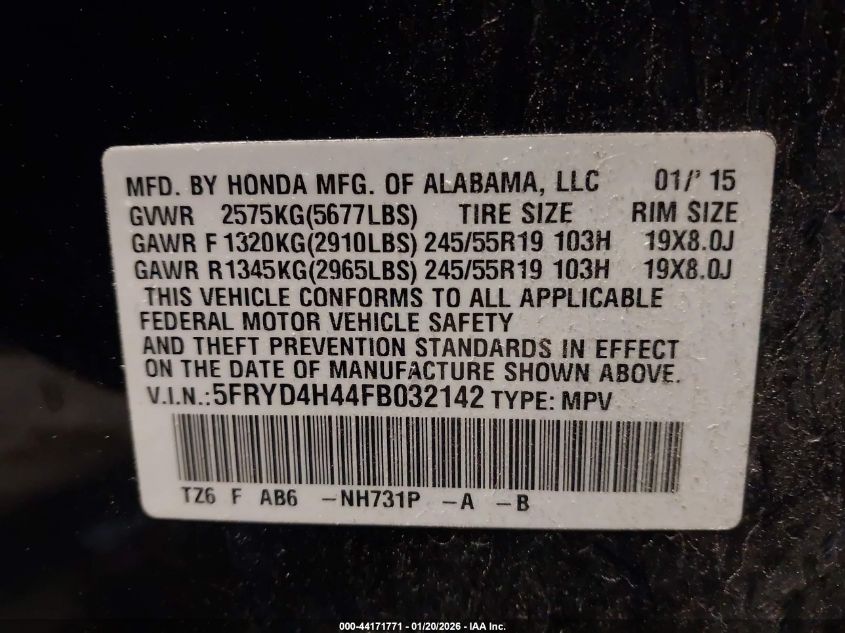 MFD. BY HONDA MFG. OF ALABAMA, LLC 01/' 15
GVWR 2575KG(5677LBS) TIRE SIZE RIM SIZE
GAWR F 1320KG(2910LBS) 245/55R19 103H 19X8.0J
GAWR R1345KG(2965LBS) 245/55R19 103H 19X8.0J
THIS VEHICLE CONFORMS TO ALL APPLICABLE
FEDERAL MOTOR VEHICLE SAFETY
AND THEFT PREVENTION STANDARDS IN EFFECT
ON THE DATE OF MANUFACTURE SHOWN ABOVE.
V.I.N.:5FRYD4H44FB032142 TYPE: MPV
TZ6 F AB6 -NH731P -A -B
000-44171771 - 01/20/2026 - IAA Inc.